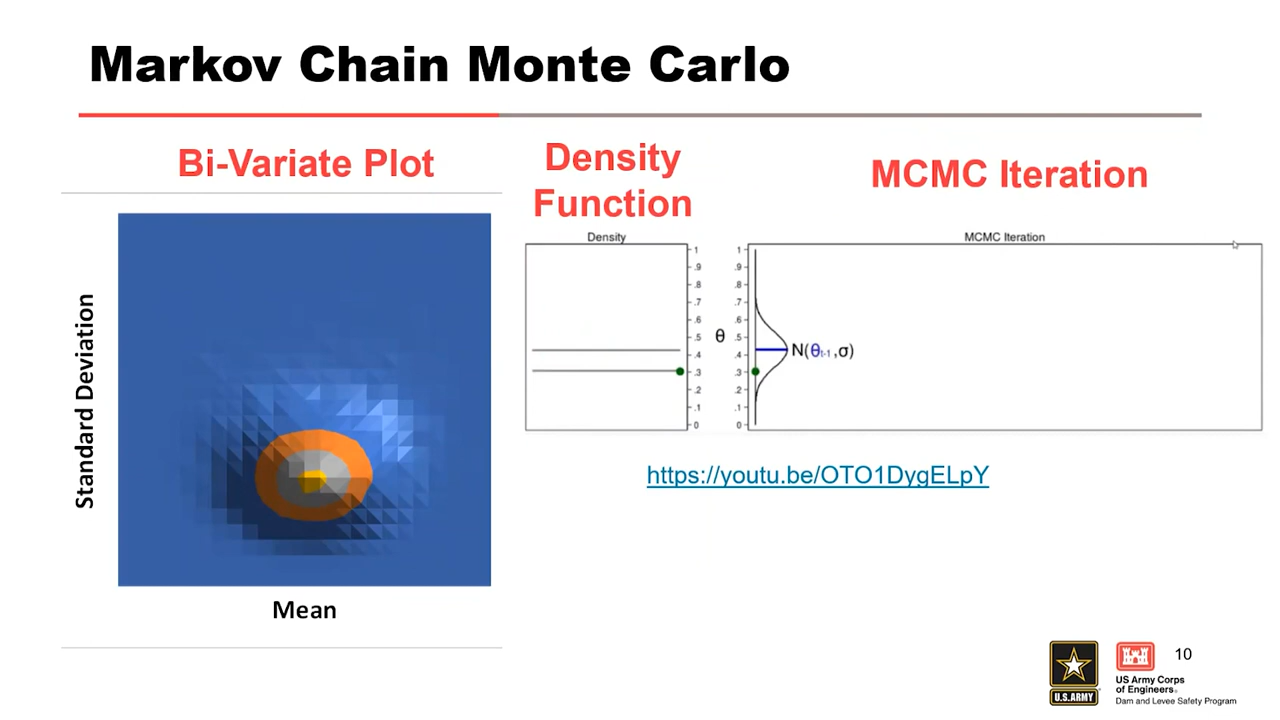 Markov Chain Monte Carlo
Bi-Variate Plot
Density
Function
MCMC Iteration
Standard Deviation
Mean
Density
1
.9
.8
.7
.6
.5
.4
.3
.2
.1
0
θ
MCMC Iteration
1
.9
.8
.7
.6
.5
.4
.3
.2
.1
0
N(θt-1,σ)
https://youtu.be/OTO1DygELpY
U.S.ARMY
US Army Corps
of Engineers®
Dam and Levee Safety Program
10